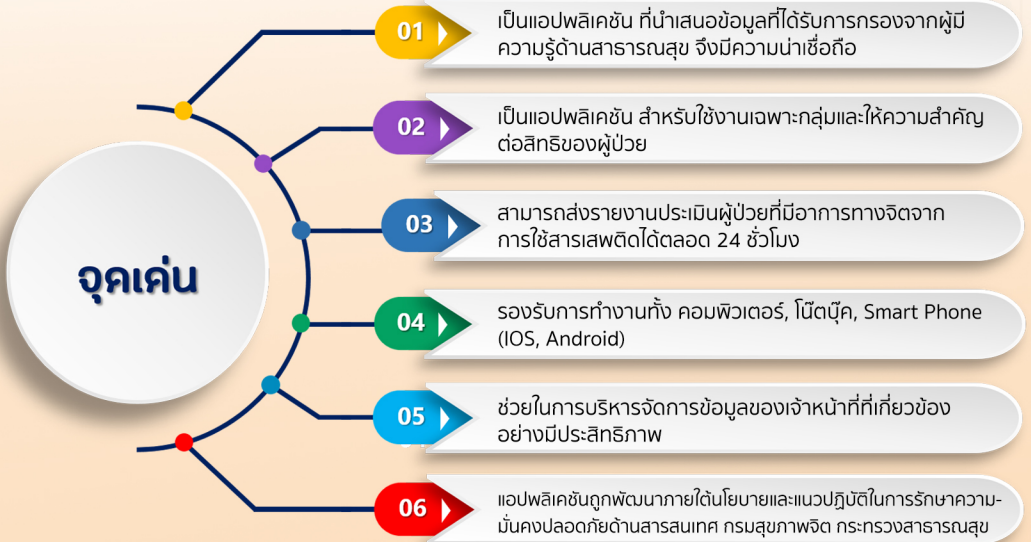 จุดเด่น
01
เป็นแอปพลิเคชัน ที่นำเสนอข้อมูลที่ได้รับการกรองจากผู้มี
ความรู้ด้านสาธารณสุข จึงมีความน่าเชื่อถือ
02
เป็นแอปพลิเคชัน สำหรับใช้งานเฉพาะกลุ่มและให้ความสำคัญ
ต่อสิทธิของผู้ป่วย
03
สามารถส่งรายงานประเมินผู้ป่วยที่มีอาการทางจิตจาก
การใช้สารเสพติดได้ตลอด 24 ชั่วโมง
04
รองรับการทำงานทั้ง คอมพิวเตอร์, โน๊ตบุ๊ค, Smart Phone
(IOS, Android)
05
ช่วยในการบริหารจัดการข้อมูลของเจ้าหน้าที่ที่เกี่ยวข้อง
อย่างมีประสิทธิภาพ
06
แอปพลิเคชันถูกพัฒนาภายใต้นโยบายและแนวปฏิบัติในการรักษาความ-
มั่นคงปลอดภัยด้านสารสนเทศ กรมสุขภาพจิต กระทรวงสาธารณสุข